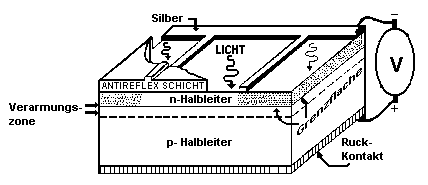 Silber
LICHT
ANTIREFLEX SCHICHT
n-Halbleiter
Verarmungs-
zone
Grenzfläche
p- Halbleiter
Ruck-
Kontakt
−
V
+